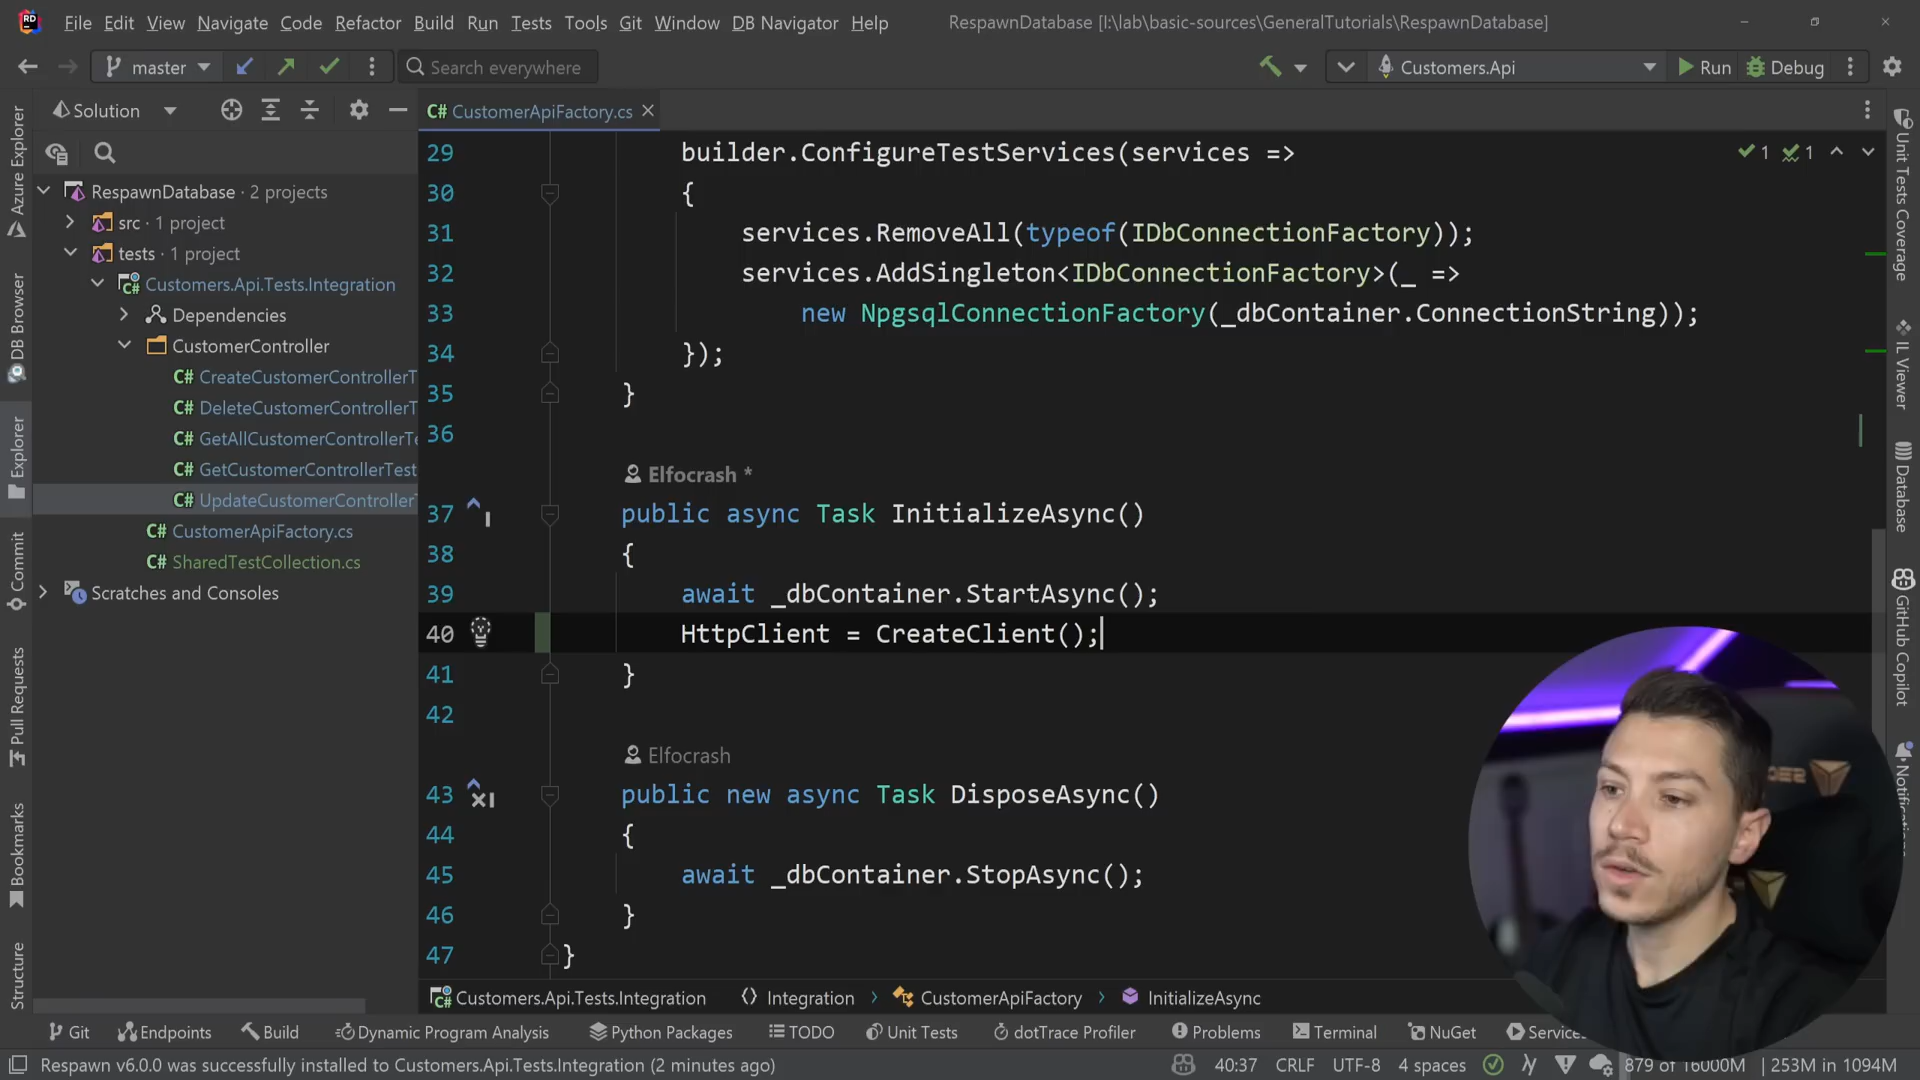 File Edit View Navigate Code Refactor Build Run Tests Tools Git Window DB Navigator Help
RespawnDatabase [I:\lab\basic-sources\GeneralTutorials\RespawnDatabase]
master
Search everywhere
Customers.Api
Run
Debug
Solution
CustomerApiFactory.cs
RespawnDatabase · 2 projects
src · 1 project
tests · 1 project
Customers.Api.Tests.Integration
Dependencies
CustomerController
C# CreateCustomerControllerT
C# DeleteCustomerControllerT
C# GetAllCustomerControllerTe
C# GetCustomerControllerTest
C# UpdateCustomerControllerT
C# CustomerApiFactory.cs
C# SharedTestCollection.cs
Scratches and Consoles
Azure Explorer
DB Browser
Explorer
Commit
Pull Requests
Bookmarks
Structure
29 builder.ConfigureTestServices(services =>
30 {
31 services.RemoveAll(typeof(IDbConnectionFactory));
32 services.AddSingleton<IDbConnectionFactory>(_ =>
33 new NpgsqlConnectionFactory(_dbContainer.ConnectionString));
34 });
35 }
36
Elfocrash *
37 public async Task InitializeAsync()
38 {
39 await _dbContainer.StartAsync();
40 HttpClient = CreateClient();
41 }
42
Elfocrash
43 public new async Task DisposeAsync()
44 {
45 await _dbContainer.StopAsync();
46 }
47 }
1 1
Unit Tests Coverage
IL Viewer
Database
GitHub Copilot
Notifications
Customers.Api.Tests.Integration Integration CustomerApiFactory InitializeAsync
Git Endpoints Build Dynamic Program Analysis Python Packages TODO Unit Tests dotTrace Profiler Problems Terminal NuGet Services
Respawn v6.0.0 was successfully installed to Customers.Api.Tests.Integration (2 minutes ago)
40:37 CRLF UTF-8 4 spaces 879 of 16000M 253M in 1094M